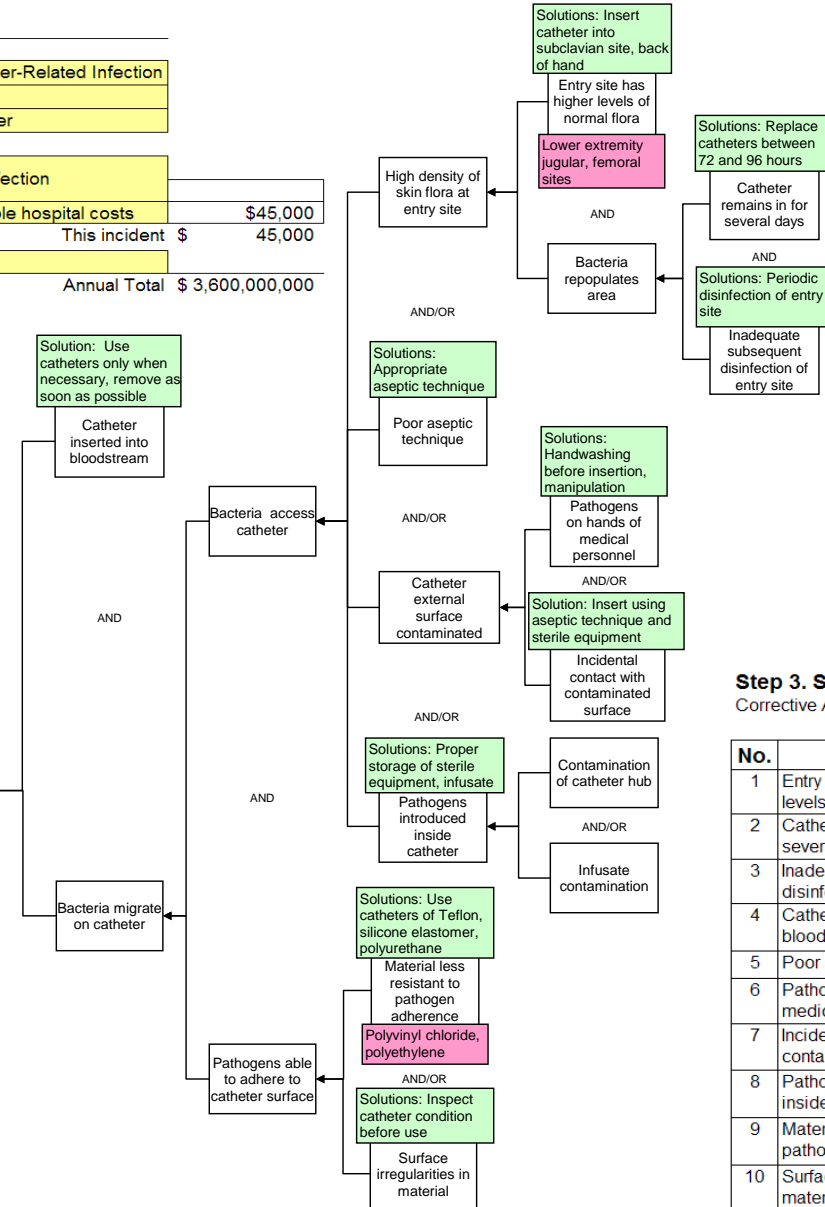 er-Related Infection
er
ection
ble hospital costs $45,000
This incident $ 45,000
Annual Total $ 3,600,000,000
Solution: Use
catheters only when
necessary, remove as
soon as possible
Catheter
inserted into
bloodstream
AND
Bacteria migrate
on catheter
Bacteria access
catheter
AND
Pathogens able
to adhere to
catheter surface
High density of
skin flora at
entry site
AND/OR
Solutions:
Appropriate
aseptic technique
Poor aseptic
technique
AND/OR
Catheter
external
surface
contaminated
AND/OR
Solutions: Proper
storage of sterile
equipment, infusate
Pathogens
introduced
inside
catheter
Solutions: Use
catheters of Teflon,
silicone elastomer,
polyurethane
Material less
resistant to
pathogen
adherence
Polyvinyl chloride,
polyethylene
AND/OR
Solutions: Inspect
catheter condition
before use
Surface
irregularities in
material
Solutions: Insert
catheter into
subclavian site, back
of hand
Entry site has
higher levels of
normal flora
Lower extremity
jugular, femoral
sites
AND
Bacteria
repopulates
area
Solutions: Replace
catheters between
72 and 96 hours
Catheter
remains in for
several days
AND
Solutions: Periodic
disinfection of entry
site
Inadequate
subsequent
disinfection of
entry site
Solutions:
Handwashing
before insertion,
manipulation
Pathogens
on hands of
medical
personnel
AND/OR
Solution: Insert using
aseptic technique and
sterile equipment
Incidental
contact with
contaminated
surface
Contamination
of catheter hub
AND/OR
Infusate
contamination
Step 3. S
Corrective A
No.
1 Entry
levels
2 Cathe
sever
3 Inade
disinf
4 Cathe
blood
5 Poor
6 Patho
medic
7 Incide
conta
8 Patho
inside
9 Mater
patho
10 Surfa
mater